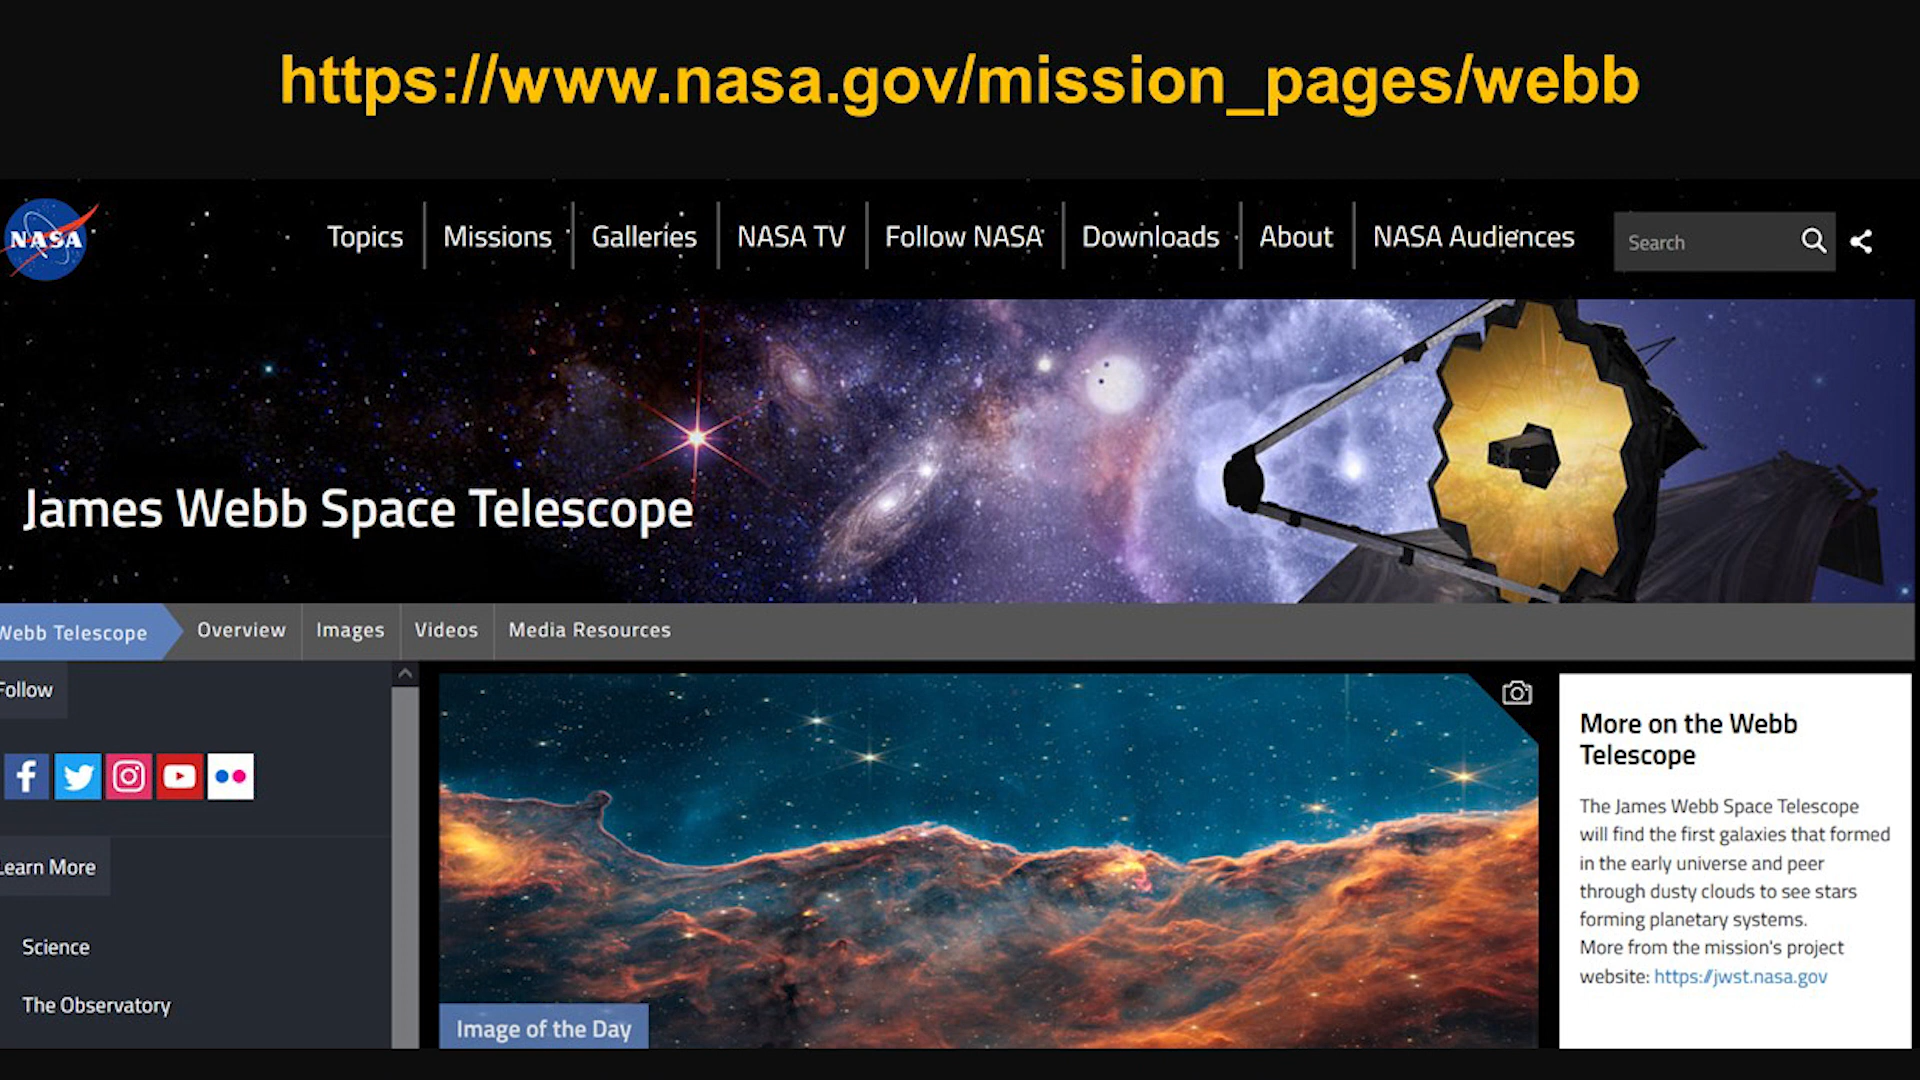 https://www.nasa.gov/mission_pages/webb
NASA
Topics
Missions
Galleries
NASA TV
Follow NASA
Downloads
About
NASA Audiences
Search
James Webb Space Telescope
Webb Telescope
Overview
Images
Videos
Media Resources
Follow
Learn More
Science
The Observatory
Image of the Day
More on the Webb
Telescope
The James Webb Space Telescope
will find the first galaxies that formed
in the early universe and peer
through dusty clouds to see stars
forming planetary systems.
More from the mission's project
website: https://jwst.nasa.gov